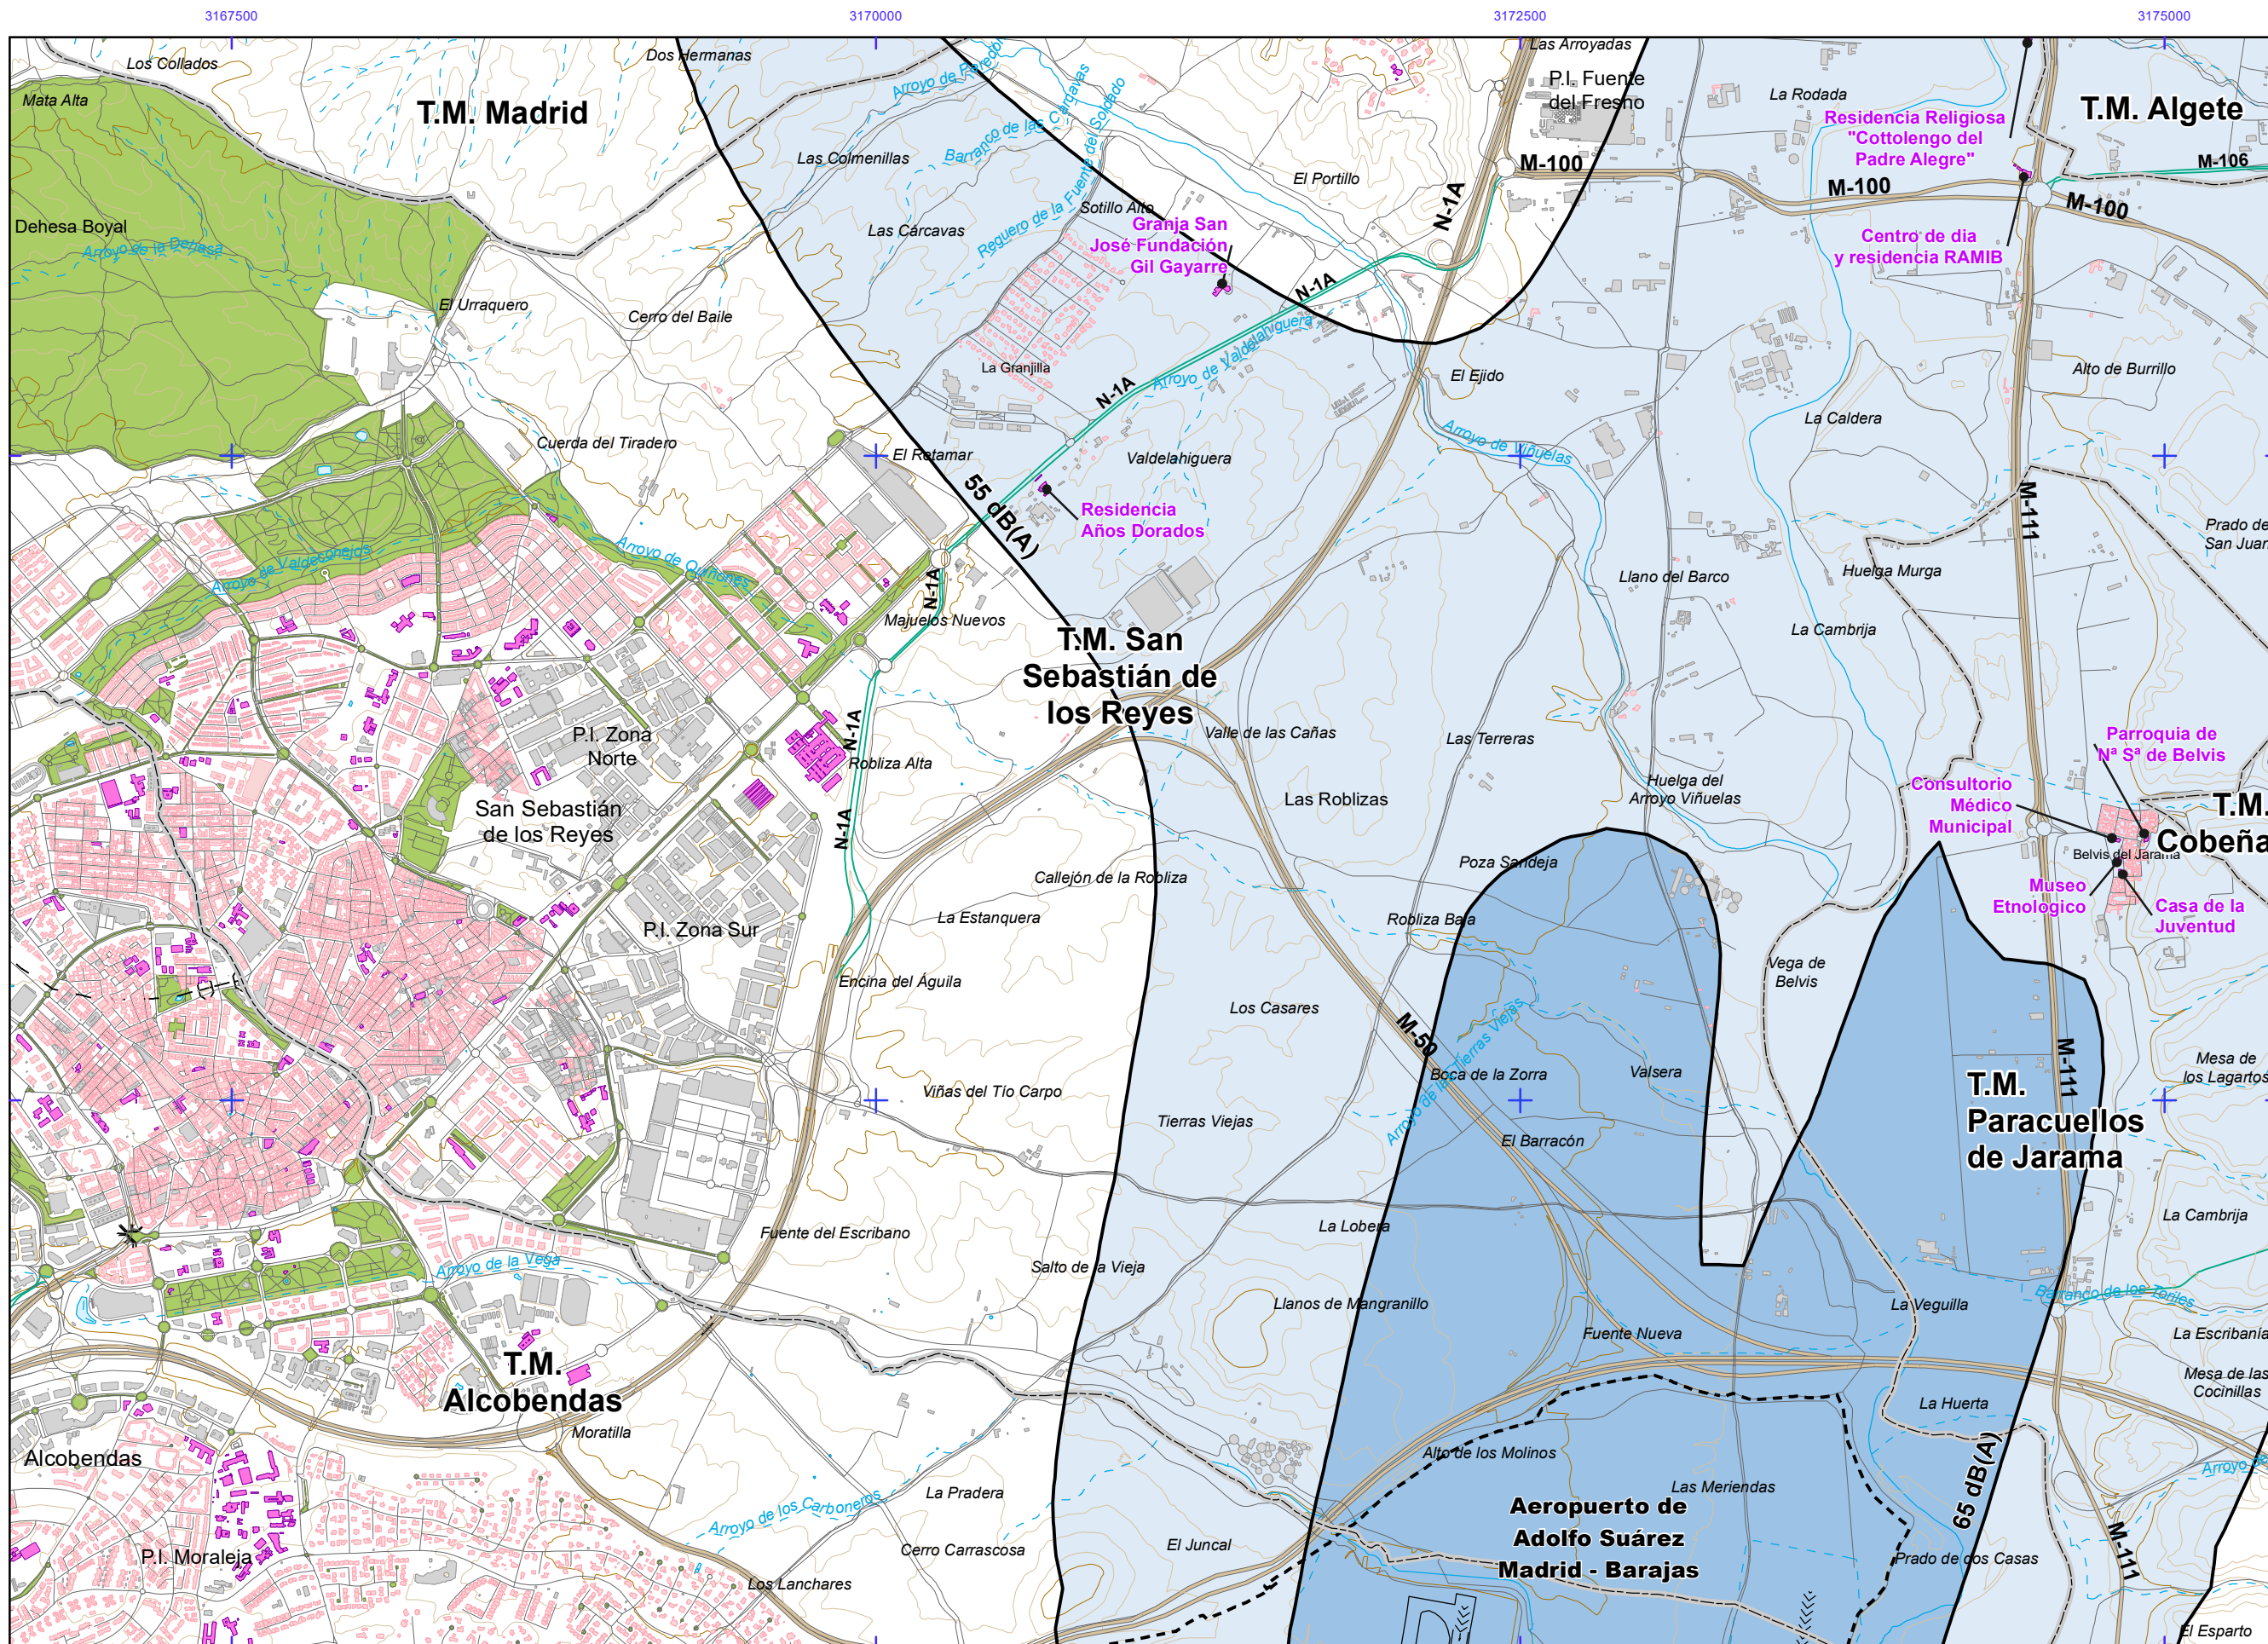 3167500
3170000
3172500
3175000
Los Collados
Dos Hermanas
Las Arroyadas
Mata Alta
T.M. Madrid
P.I. Fuente
del Fresno
La Rodada
T.M. Algete
Residencia Religiosa
"Cottolengo del
Padre Alegre"
Las Colmenillas
Barranco de las Cárcavas
Reguero de la Fuente del Soldado
El Portillo
M-100
M-100
M-100
M-106
N-1A
Sotillo Alto
Dehesa Boyal
Arroyo de la Dehesa
Las Cárcavas
Granja San
José Fundación
Gil Gayarre
Centro de dia
y residencia RAMIB
El Urraquero
Cerro del Baile
N-1A
Arroyo de Valdelahiguera
La Granjilla
N-1A
El Ejido
Alto de Burrillo
La Caldera
Cuerda del Tiradero
El Retamar
Valdelahiguera
Arroyo de Viñuelas
55 dB(A)
Residencia
Años Dorados
M-111
Prado de
San Juan
Arroyo de Valdeconejos
Arroyo de Quiñones
N-1A
Llano del Barco
Huelga Murga
Majuelos Nuevos
La Cambrija
T.M. San
Sebastián de
los Reyes
P.I. Zona
Norte
N-1A
Robliza Alta
Valle de las Cañas
Las Terreras
Parroquia de
Nª Sª de Belvis
San Sebastián
de los Reyes
N-1A
Las Roblizas
Huelga del
Arroyo Viñuelas
Consultorio
Médico
Municipal
T.M.
Cobeña
Poza Sandeja
Belvis del Jarama
Callejón de la Robliza
Museo
Etnologico
Casa de la
Juventud
La Estanquera
Robliza Baja
P.I. Zona Sur
Encina del Águila
Vega de
Belvis
Los Casares
M-50
Arroyo de las Tierras Viejas
Viñas del Tío Carpo
Boca de la Zorra
Valsera
M-111
Mesa de
los Lagartos
T.M.
Paracuellos
de Jarama
Tierras Viejas
El Barracón
Fuente del Escribano
La Lobera
La Cambrija
Arroyo de la Vega
Salto de la Vieja
Llanos de Mangranillo
La Veguilla
Barranco de los Toriles
Fuente Nueva
La Escribanía
T.M.
Alcobendas
Mesa de las
Cocinillas
La Huerta
Moratilla
Alcobendas
Alto de los Molinos
65 dB(A)
La Pradera
Las Meriendas
Arroyo de los Carboneros
Aeropuerto de
Adolfo Suárez
Madrid - Barajas
P.I. Moraleja
Cerro Carrascosa
El Juncal
Prado de dos Casas
M-111
Los Lanchares
El Esparto